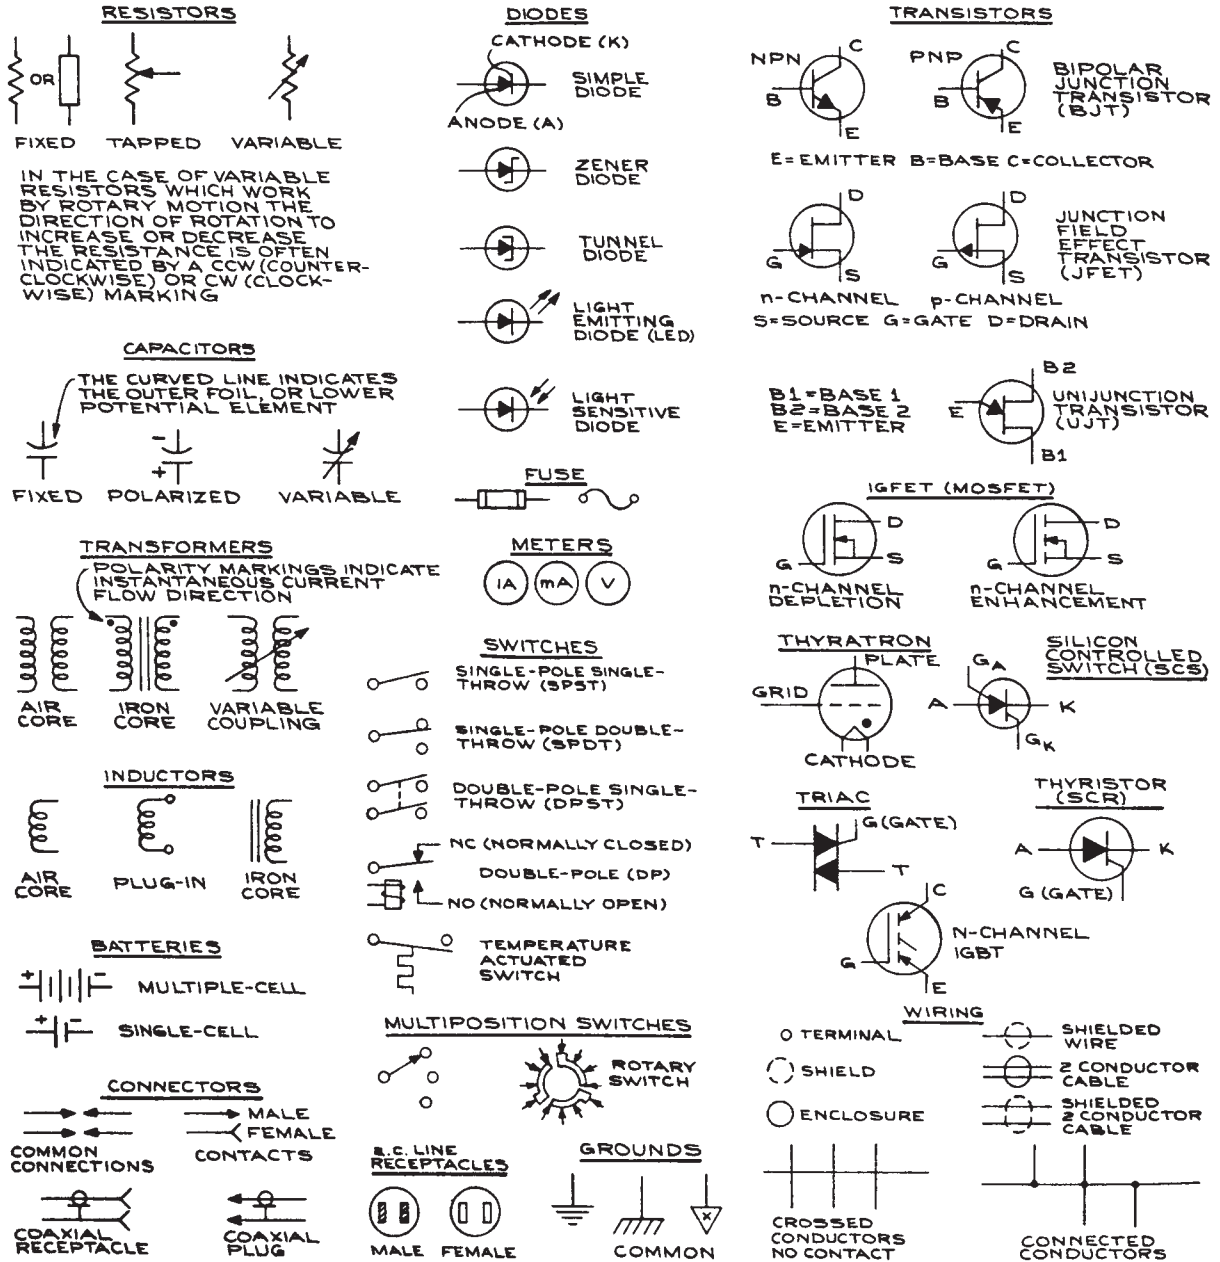 RESISTORS
OR
FIXED
TAPPED
VARIABLE
IN THE CASE OF VARIABLE
RESISTORS WHICH WORK
BY ROTARY MOTION THE
DIRECTION OF ROTATION TO
INCREASE OR DECREASE
THE RESISTANCE IS OFTEN
INDICATED BY A CCW (COUNTER-
CLOCKWISE) OR CW (CLOCK-
WISE) MARKING
CAPACITORS
THE CURVED LINE INDICATES
THE OUTER FOIL, OR LOWER
POTENTIAL ELEMENT
-
+
FIXED
POLARIZED
VARIABLE
TRANSFORMERS
POLARITY MARKINGS INDICATE
INSTANTANEOUS CURRENT
FLOW DIRECTION
AIR
CORE
IRON
CORE
VARIABLE
COUPLING
INDUCTORS
AIR
CORE
PLUG-IN
IRON
CORE
BATTERIES
+ -
MULTIPLE-CELL
+ -
SINGLE-CELL
CONNECTORS
MALE
FEMALE
COMMON
CONNECTIONS
CONTACTS
COAXIAL
RECEPTACLE
COAXIAL
PLUG
DIODES
CATHODE (K)
SIMPLE
DIODE
ANODE (A)
ZENER
DIODE
TUNNEL
DIODE
LIGHT
EMITTING
DIODE (LED)
LIGHT
SENSITIVE
DIODE
FUSE
METERS
IA
mA
V
SWITCHES
SINGLE-POLE SINGLE-
THROW (SPST)
SINGLE-POLE DOUBLE-
THROW (SPDT)
DOUBLE-POLE SINGLE-
THROW (DPST)
NC (NORMALLY CLOSED)
DOUBLE-POLE (DP)
NO (NORMALLY OPEN)
TEMPERATURE
ACTUATED
SWITCH
MULTIPOSITION SWITCHES
ROTARY
SWITCH
a.c. LINE
RECEPTACLES
MALE
FEMALE
GROUNDS
X
COMMON
TRANSISTORS
NPN
C
B
E
PNP
C
B
E
BIPOLAR
JUNCTION
TRANSISTOR
(BJT)
E=EMITTER B=BASE C=COLLECTOR
D
G
S
D
G
S
JUNCTION
FIELD
EFFECT
TRANSISTOR
(JFET)
n-CHANNEL
p-CHANNEL
S=SOURCE G=GATE D=DRAIN
B1=BASE 1
B2=BASE 2
E=EMITTER
B2
E
B1
UNIJUNCTION
TRANSISTOR
(UJT)
IGFET (MOSFET)
D
S
G
D
S
G
n-CHANNEL
DEPLETION
n-CHANNEL
ENHANCEMENT
THYRATRON
PLATE
GRID
CATHODE
SILICON
CONTROLLED
SWITCH (SCS)
GA
A
K
GK
TRIAC
G (GATE)
T
T
THYRISTOR
(SCR)
A
K
G (GATE)
C
G
E
N-CHANNEL
IGBT
WIRING
TERMINAL
SHIELD
ENCLOSURE
SHIELDED
WIRE
2 CONDUCTOR
CABLE
SHIELDED
2 CONDUCTOR
CABLE
CROSSED
CONDUCTORS
NO CONTACT
CONNECTED
CONDUCTORS